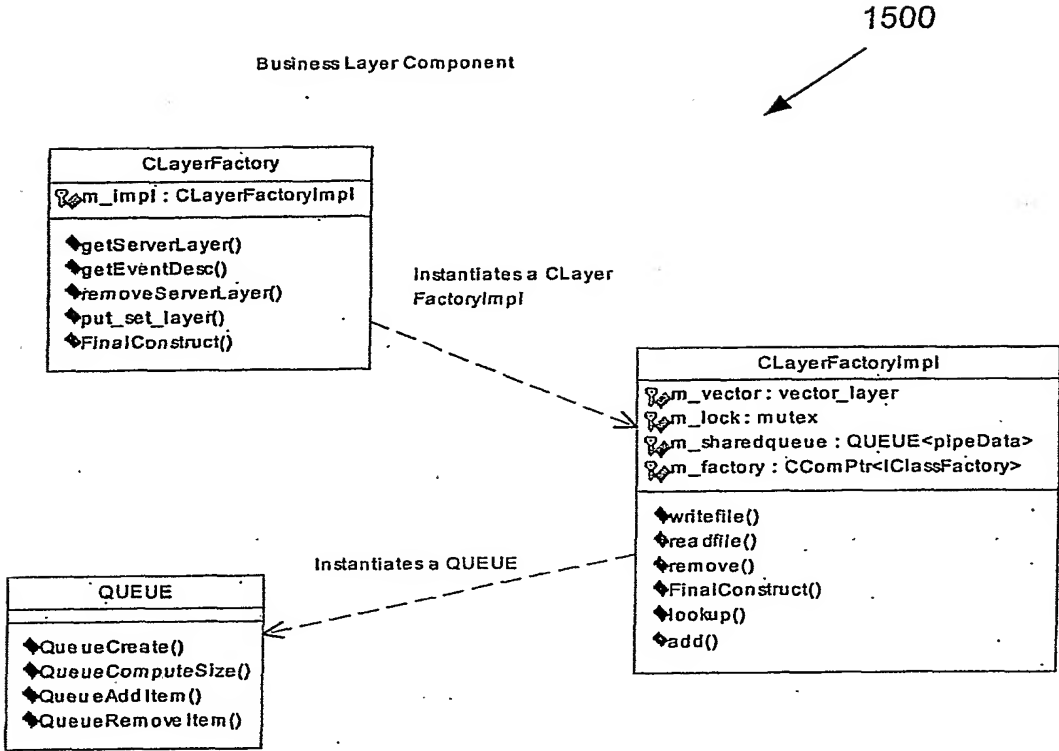 1500
Business Layer Component
CLayerFactory
m_impl : CLayerFactoryImpl
getServerLayer()
getEventDesc()
removeServerLayer()
put_set_layer()
FinalConstruct()
Instantiates a CLayer
FactoryImpl
CLayerFactoryImpl
m_vector : vector_layer
m_lock : mutex
m_sharedqueue : QUEUE<pipeData>
m_factory : CComPtr<IClassFactory>
writefile()
readfile()
remove()
FinalConstruct()
lookup()
add()
Instantiates a QUEUE
QUEUE
QueueCreate()
QueueComputeSize()
QueueAddItem()
QueueRemoveItem()